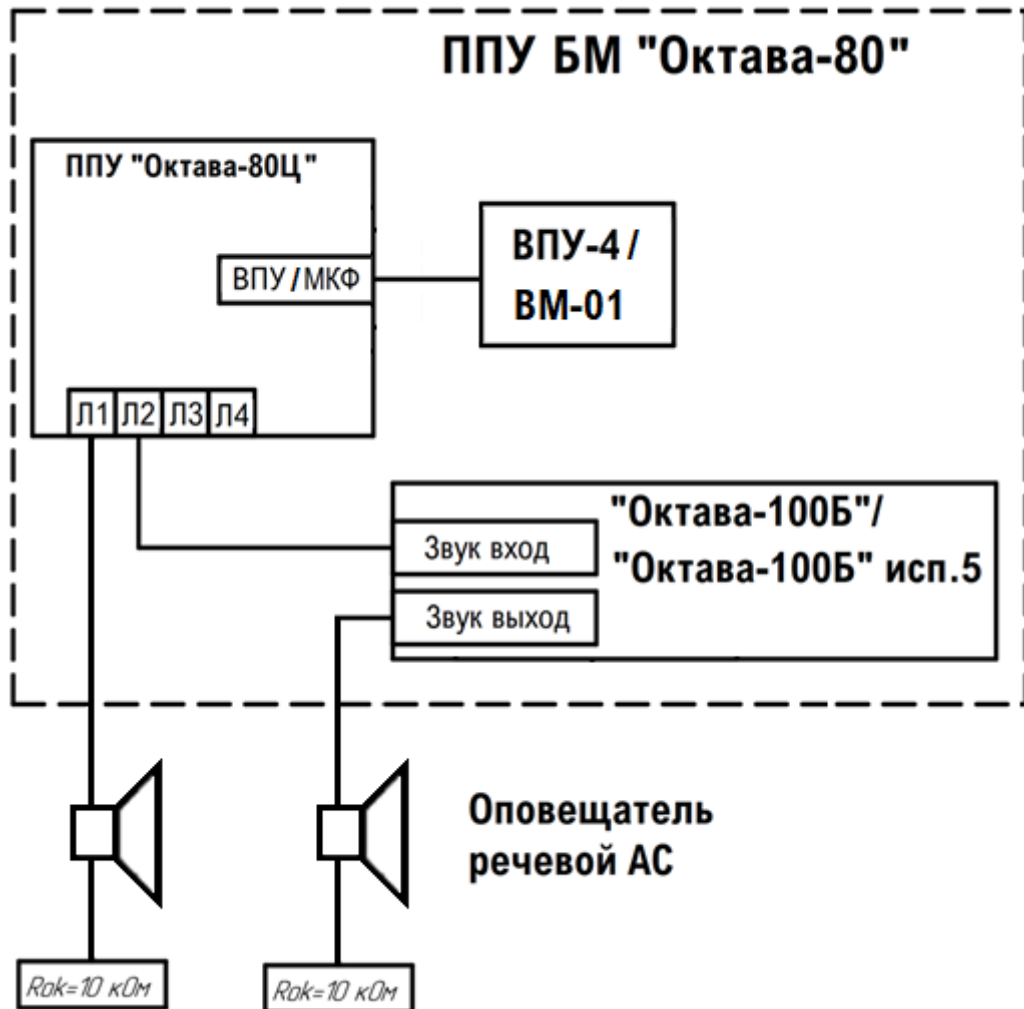 ППУ БМ "Октава-80"
ППУ "Октава-80Ц"
ВПУ/МКФ
ВПУ-4 /
ВМ-01
Л1 Л2 Л3 Л4
"Октава-100Б"/
"Октава-100Б" исп.5
Звук вход
Звук выход
Оповещатель
речевой АС
Rok=10 кОм
Rok=10 кОм